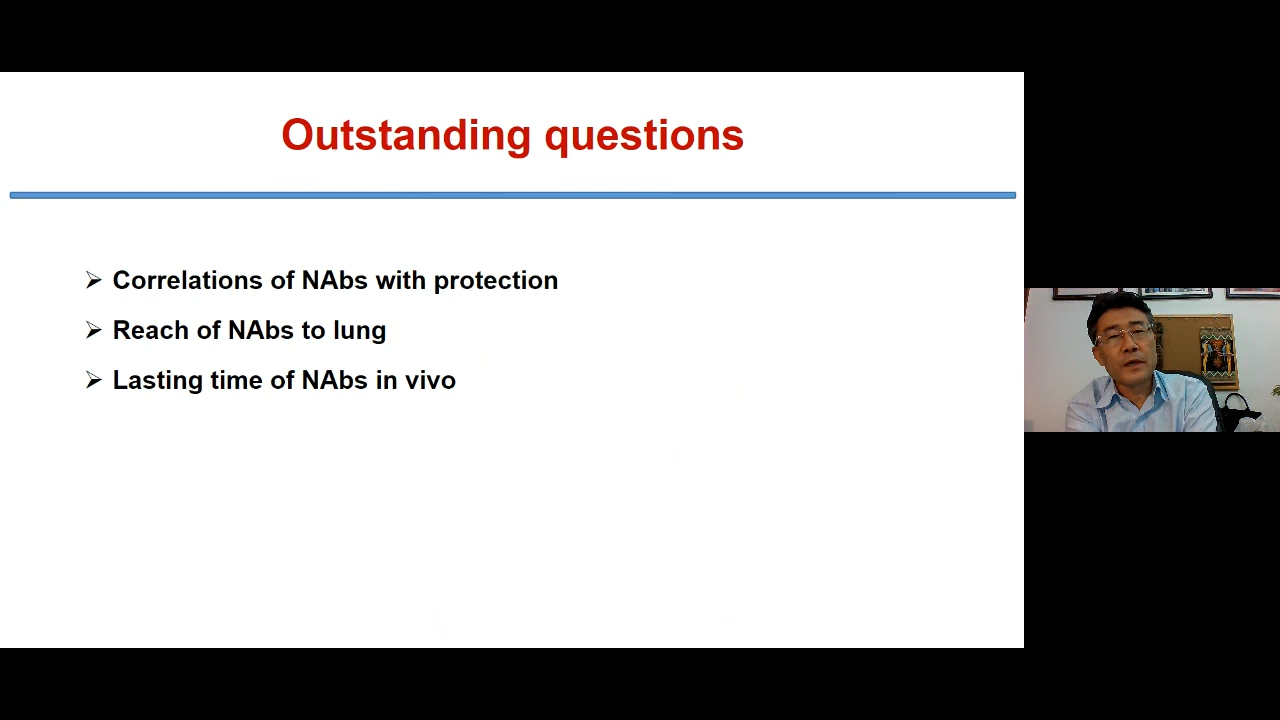 Outstanding questions
➢ Correlations of NAbs with protection
➢ Reach of NAbs to lung
➢ Lasting time of NAbs in vivo